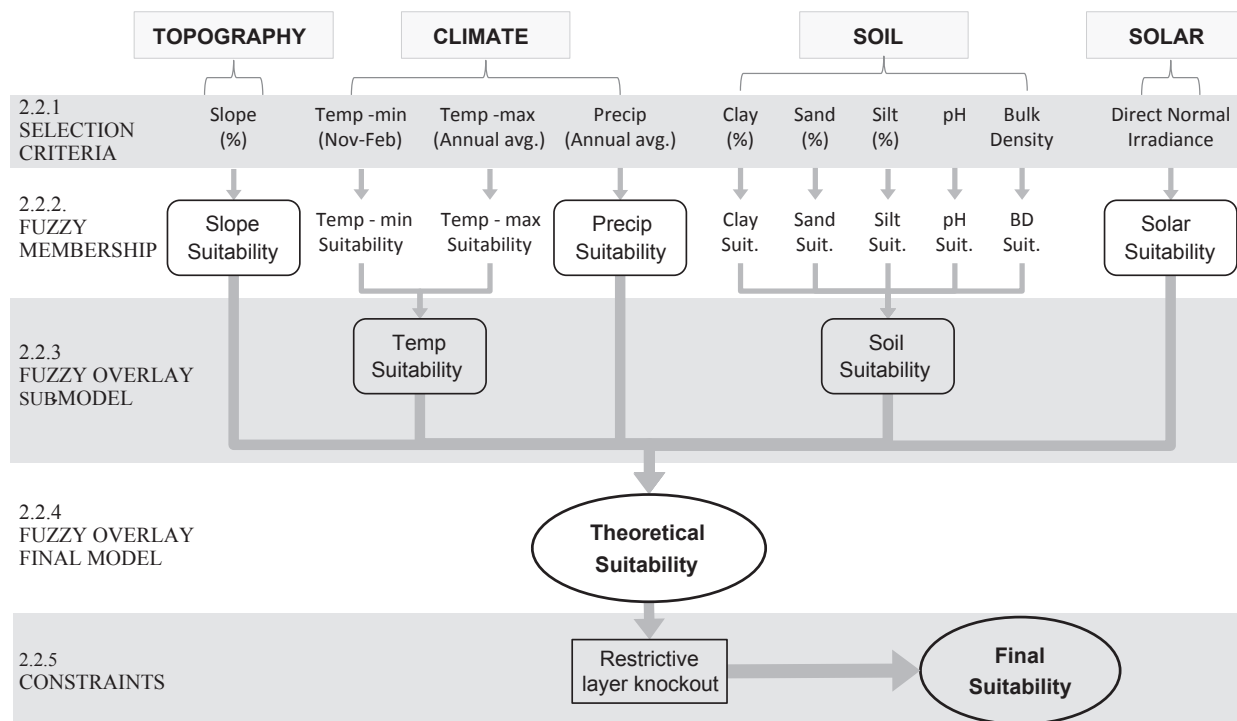 TOPOGRAPHY
CLIMATE
SOIL
SOLAR
2.2.1
SELECTION
CRITERIA
Slope
(%)
Temp -min
(Nov-Feb)
Temp -max
(Annual avg.)
Precip
(Annual avg.)
Clay
(%)
Sand
(%)
Silt
(%)
pH
Bulk
Density
Direct Normal
Irradiance
2.2.2.
FUZZY
MEMBERSHIP
Slope
Suitability
Temp - min
Suitability
Temp - max
Suitability
Precip
Suitability
Clay
Suit.
Sand
Suit.
Silt
Suit.
pH
Suit.
BD
Suit.
Solar
Suitability
2.2.3
FUZZY OVERLAY
SUBMODEL
Temp
Suitability
Soil
Suitability
2.2.4
FUZZY OVERLAY
FINAL MODEL
Theoretical
Suitability
2.2.5
CONSTRAINTS
Restrictive
layer knockout
Final
Suitability